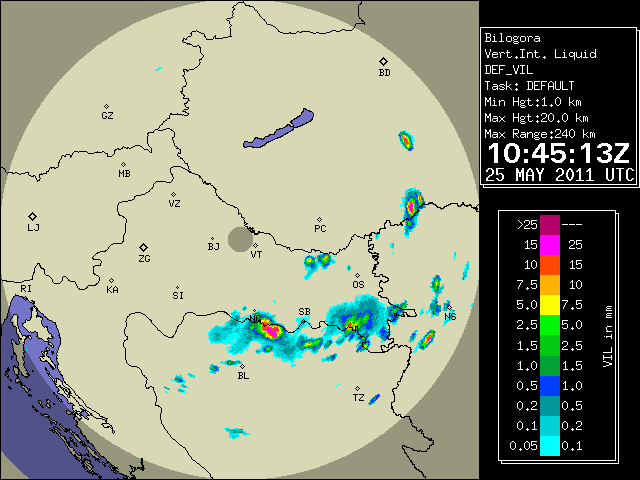 Bilogora
Vert.Int. Liquid
DEF_VIL
Task: DEFAULT
Min Hgt:1.0 km
Max Hgt:20.0 km
Max Range:240 km
10:45:13Z
25 MAY 2011 UTC
BD
GZ
MB
VZ
LJ
PC
BJ
ZG
VT
OS
RI
KA
SI
SB
NS
BL
TZ
>25 ---
15 25
10 15
7.5 10
5.0 7.5
2.5 5.0
1.5 2.5
1.0 1.5
0.5 1.0
0.2 0.5
0.1 0.2
0.05 0.1
VIL in mm